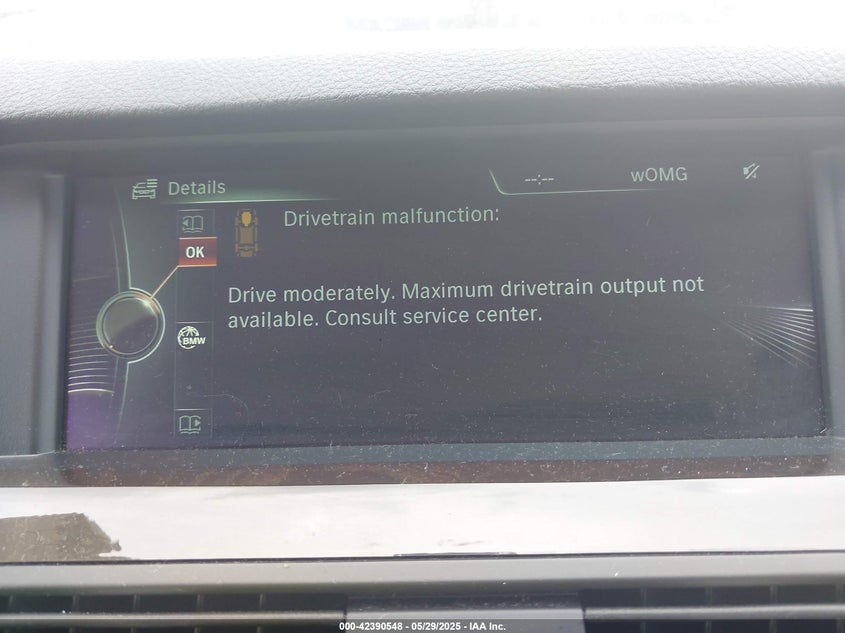 Details
--:--
wOMG
Drivetrain malfunction:
OK
Drive moderately. Maximum drivetrain output not
available. Consult service center.
BMW
000-42390548 - 05/29/2025 - IAA Inc.